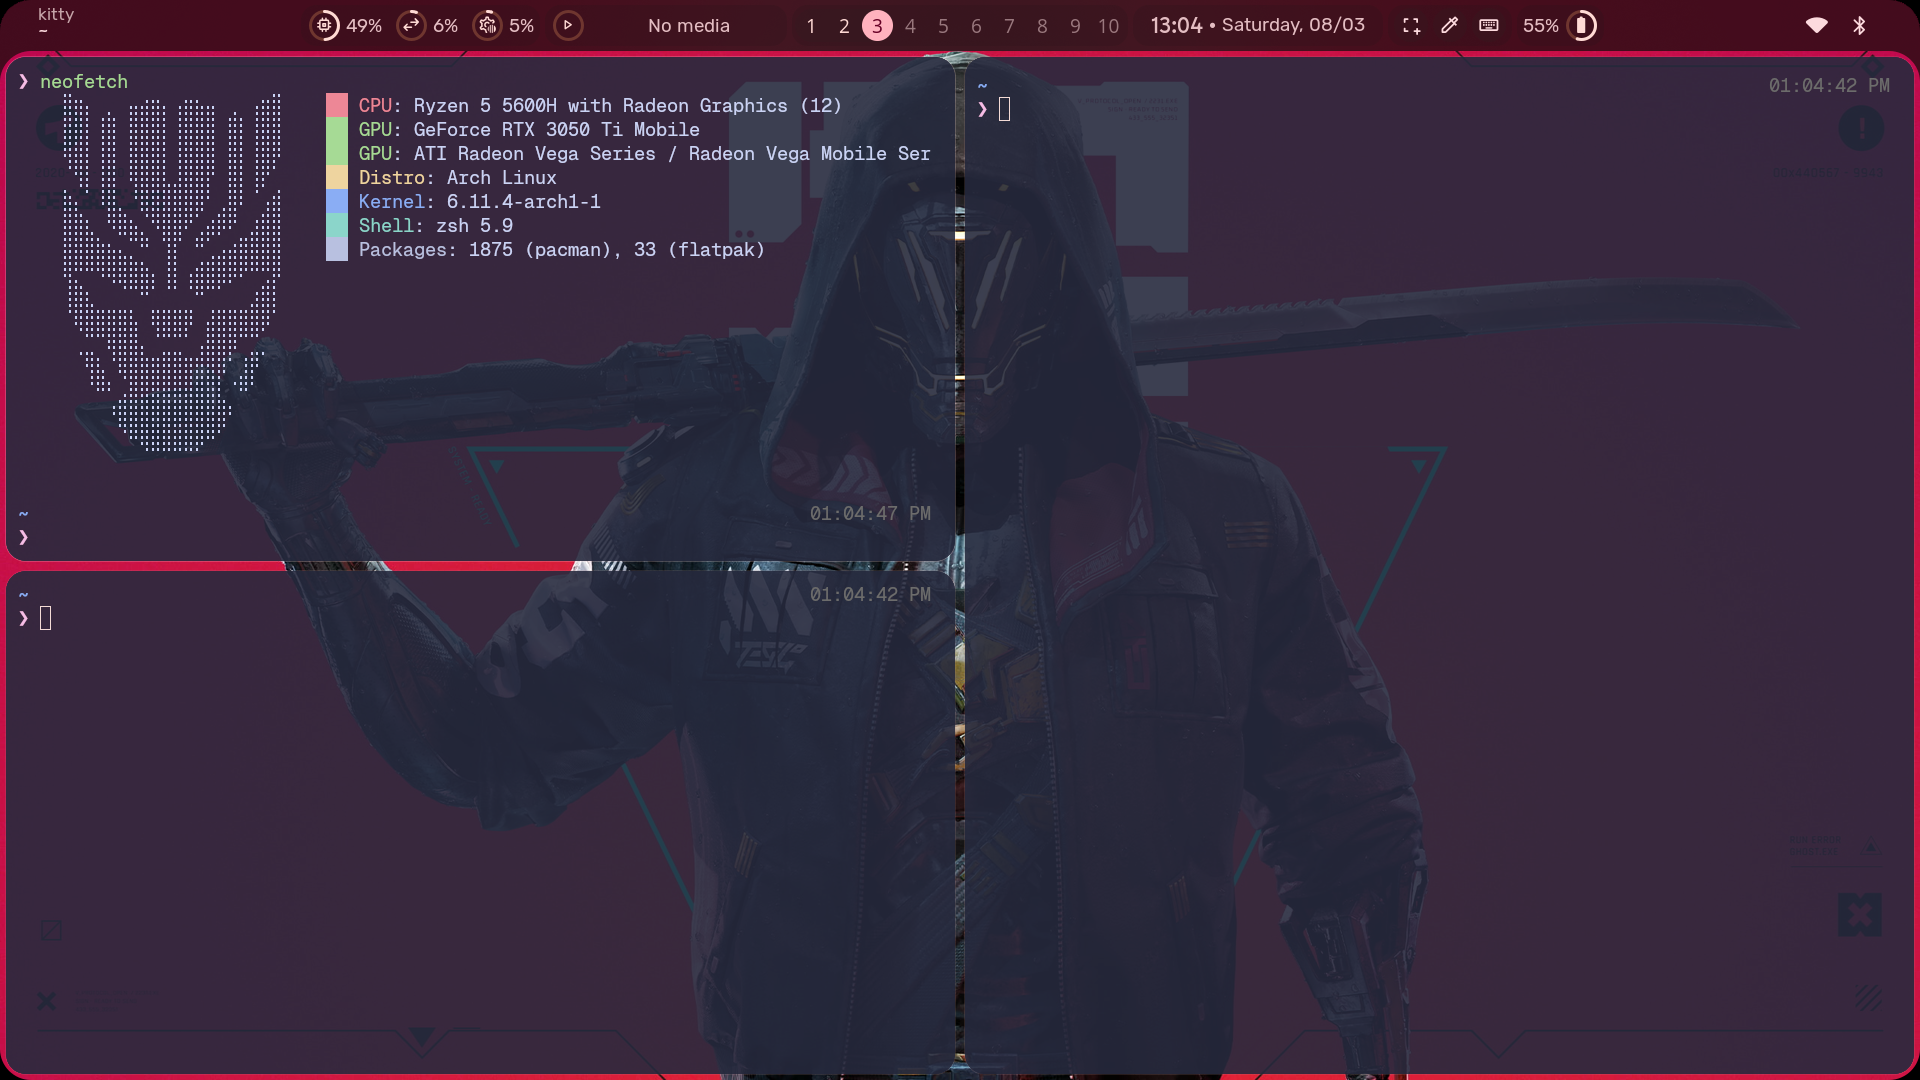 kitty
~
49% 6% 5% No media 1 2 3 4 5 6 7 8 9 10 13:04 • Saturday, 08/03 55%
❯ neofetch
CPU: Ryzen 5 5600H with Radeon Graphics (12)
GPU: GeForce RTX 3050 Ti Mobile
GPU: ATI Radeon Vega Series / Radeon Vega Mobile Ser
Distro: Arch Linux
Kernel: 6.11.4-arch1-1
Shell: zsh 5.9
Packages: 1875 (pacman), 33 (flatpak)
~ 01:04:47 PM
❯
~ 01:04:42 PM
❯
~ 01:04:42 PM
❯